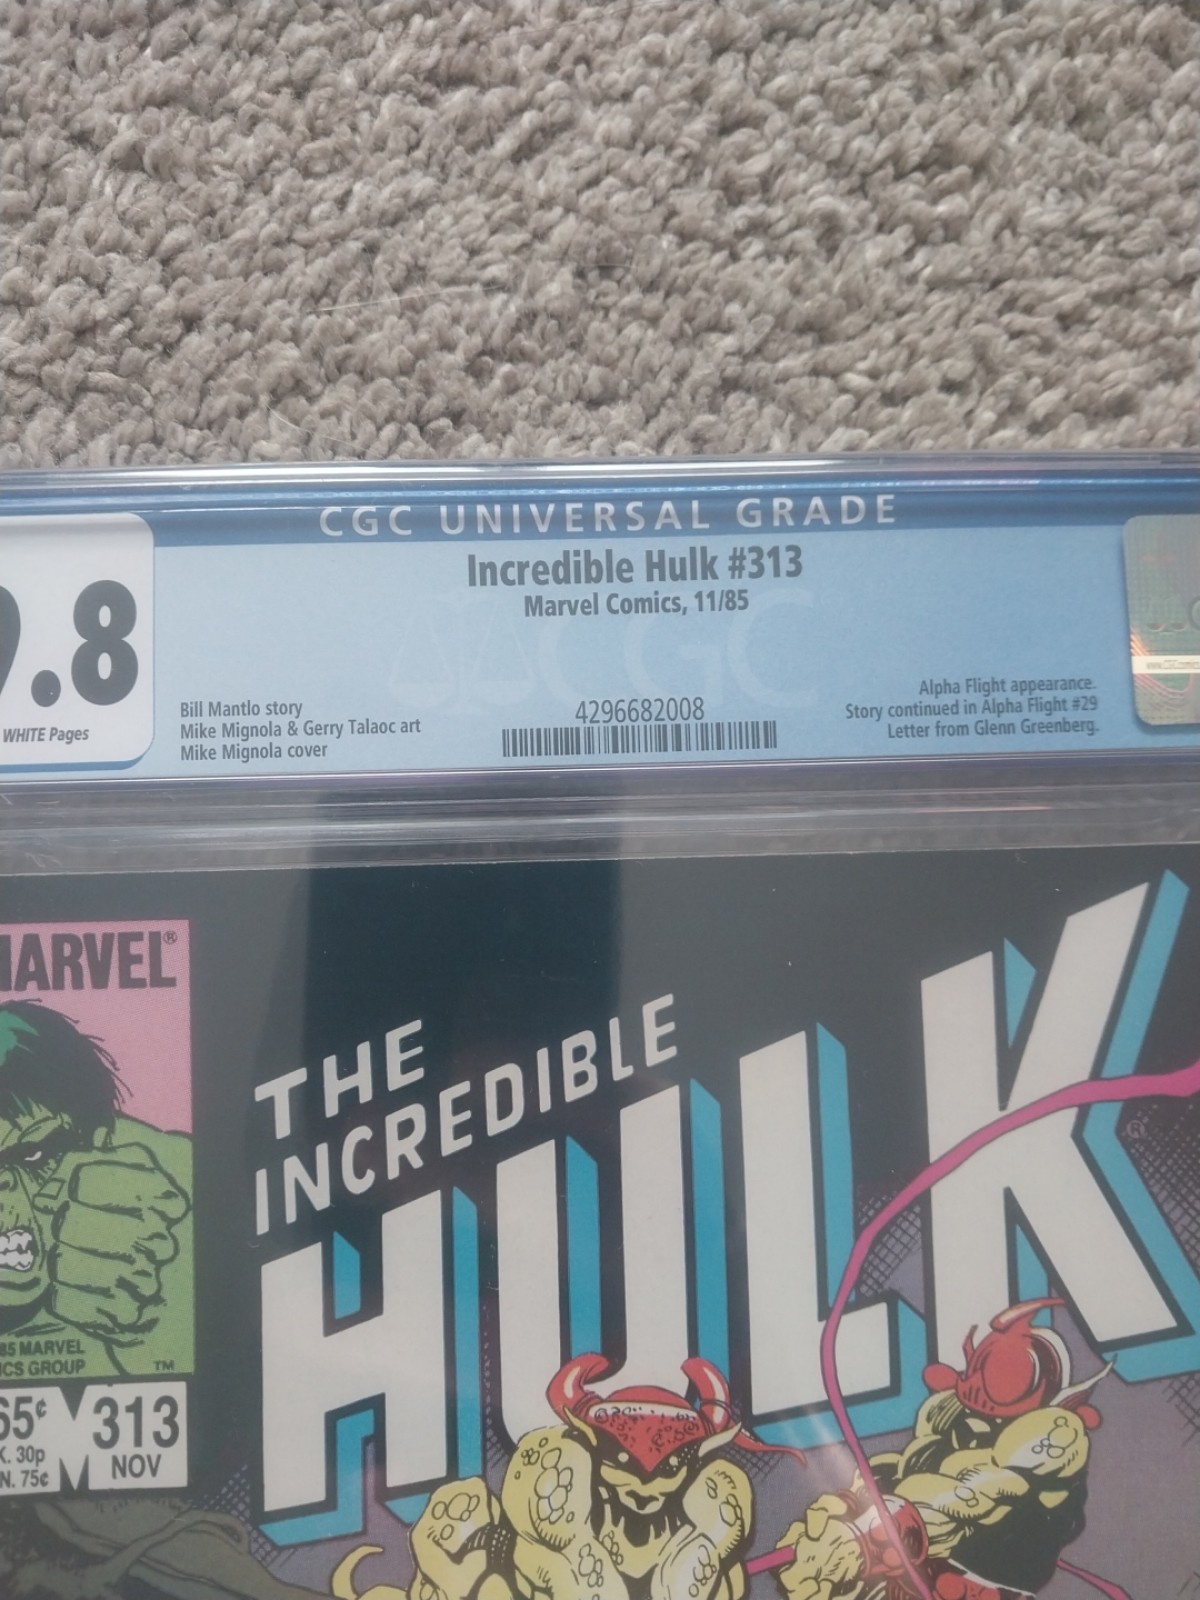 CGC UNIVERSAL GRADE
Incredible Hulk #313
Marvel Comics, 11/85
9.8
WHITE Pages
Bill Mantlo story
Mike Mignola & Gerry Talaoc art
Mike Mignola cover
4296682008
Alpha Flight appearance.
Story continued in Alpha Flight #29
Letter from Glenn Greenberg.
CGC
MARVEL®
THE
INCREDIBLE
HULK
®
85 MARVEL
ICS GROUP
TM
65¢
K. 30p
N. 75¢
M
313
NOV